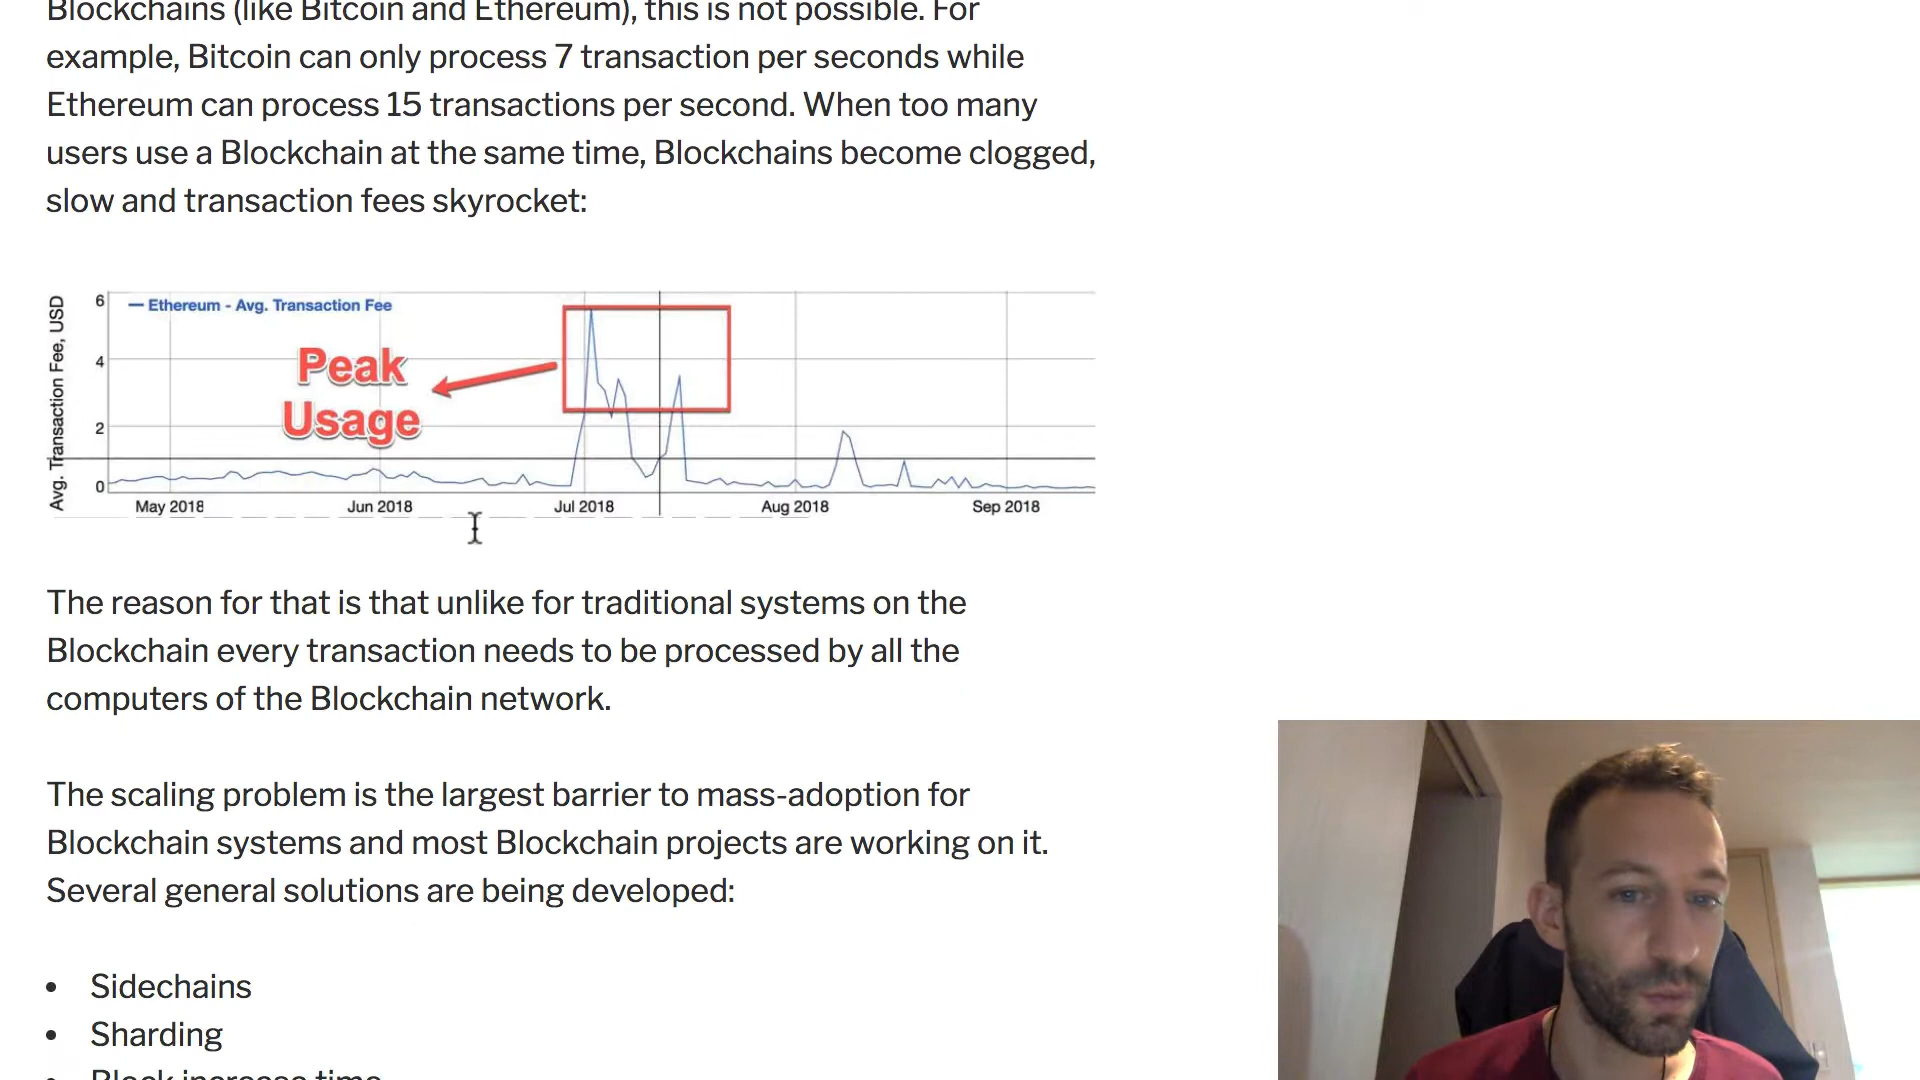 Blockchains (like Bitcoin and Ethereum), this is not possible. For
example, Bitcoin can only process 7 transaction per seconds while
Ethereum can process 15 transactions per second. When too many
users use a Blockchain at the same time, Blockchains become clogged,
slow and transaction fees skyrocket:
Avg. Transaction Fee, USD
6
4
2
0
Ethereum - Avg. Transaction Fee
Peak
Usage
May 2018 Jun 2018 Jul 2018 Aug 2018 Sep 2018
The reason for that is that unlike for traditional systems on the
Blockchain every transaction needs to be processed by all the
computers of the Blockchain network.
The scaling problem is the largest barrier to mass-adoption for
Blockchain systems and most Blockchain projects are working on it.
Several general solutions are being developed:
• Sidechains
• Sharding
• Block increase time